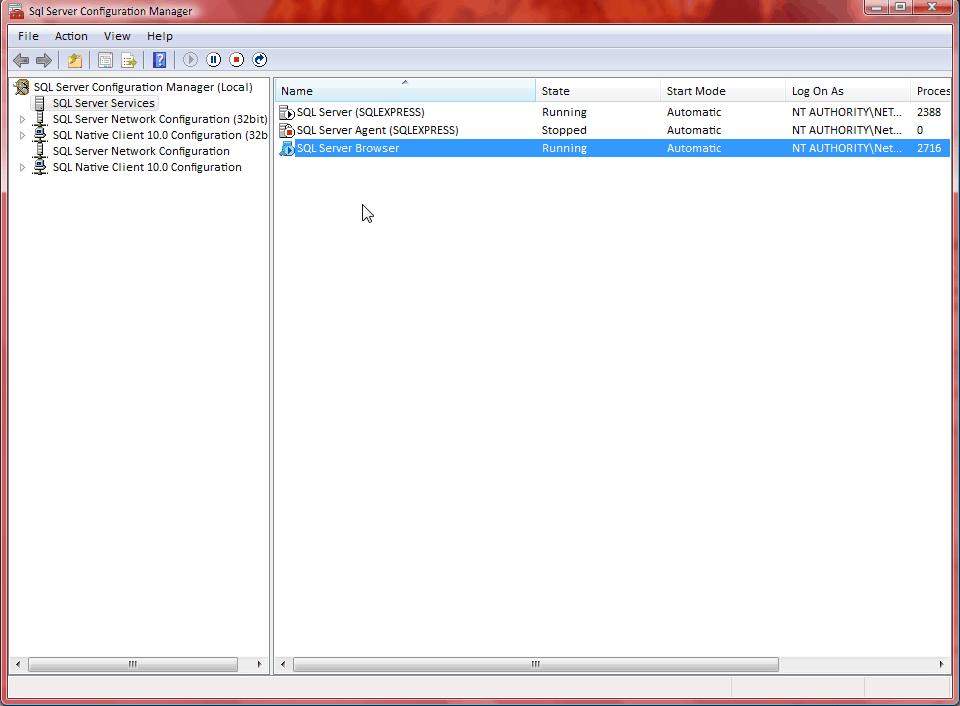 Sql Server Configuration Manager
File Action View Help
SQL Server Configuration Manager (Local)
SQL Server Services
SQL Server Network Configuration (32bit)
SQL Native Client 10.0 Configuration (32b
SQL Server Network Configuration
SQL Native Client 10.0 Configuration
Name State Start Mode Log On As Proces
SQL Server (SQLEXPRESS) Running Automatic NT AUTHORITY\NET... 2388
SQL Server Agent (SQLEXPRESS) Stopped Automatic NT AUTHORITY\NET... 0
SQL Server Browser Running Automatic NT AUTHORITY\Net... 2716